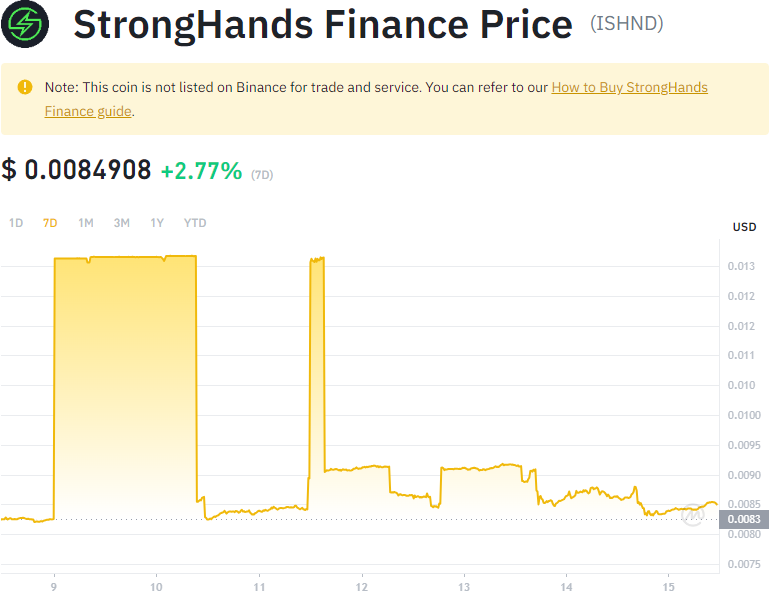 StrongHands Finance Price (ISHND)
Note: This coin is not listed on Binance for trade and service. You can refer to our How to Buy StrongHands
Finance guide.
$ 0.0084908 +2.77% (7D)
1D 7D 1M 3M 1Y YTD
USD
0.013
0.012
0.012
0.011
0.010
0.0100
0.0095
0.0090
0.0085
0.0083
0.0080
0.0075
9 10 11 12 13 14 15